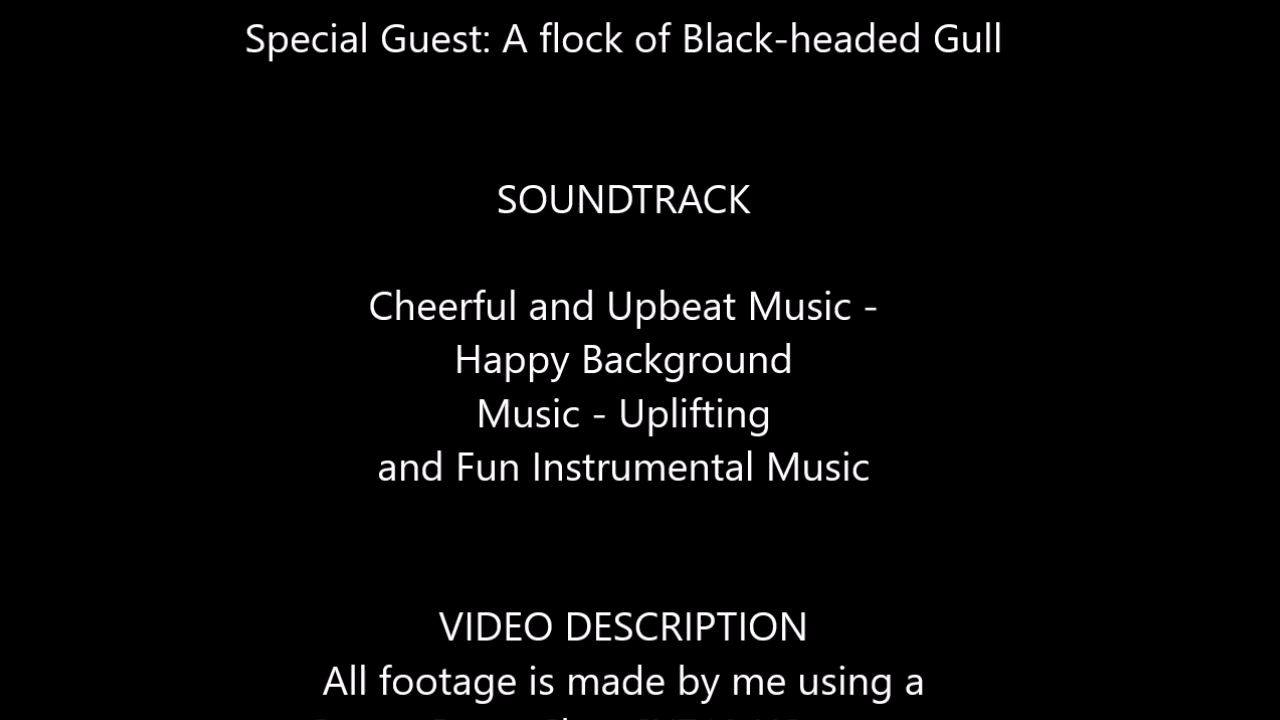 Special Guest: A flock of Black-headed Gull
SOUNDTRACK
Cheerful and Upbeat Music -
Happy Background
Music - Uplifting
and Fun Instrumental Music
VIDEO DESCRIPTION
All footage is made by me using a